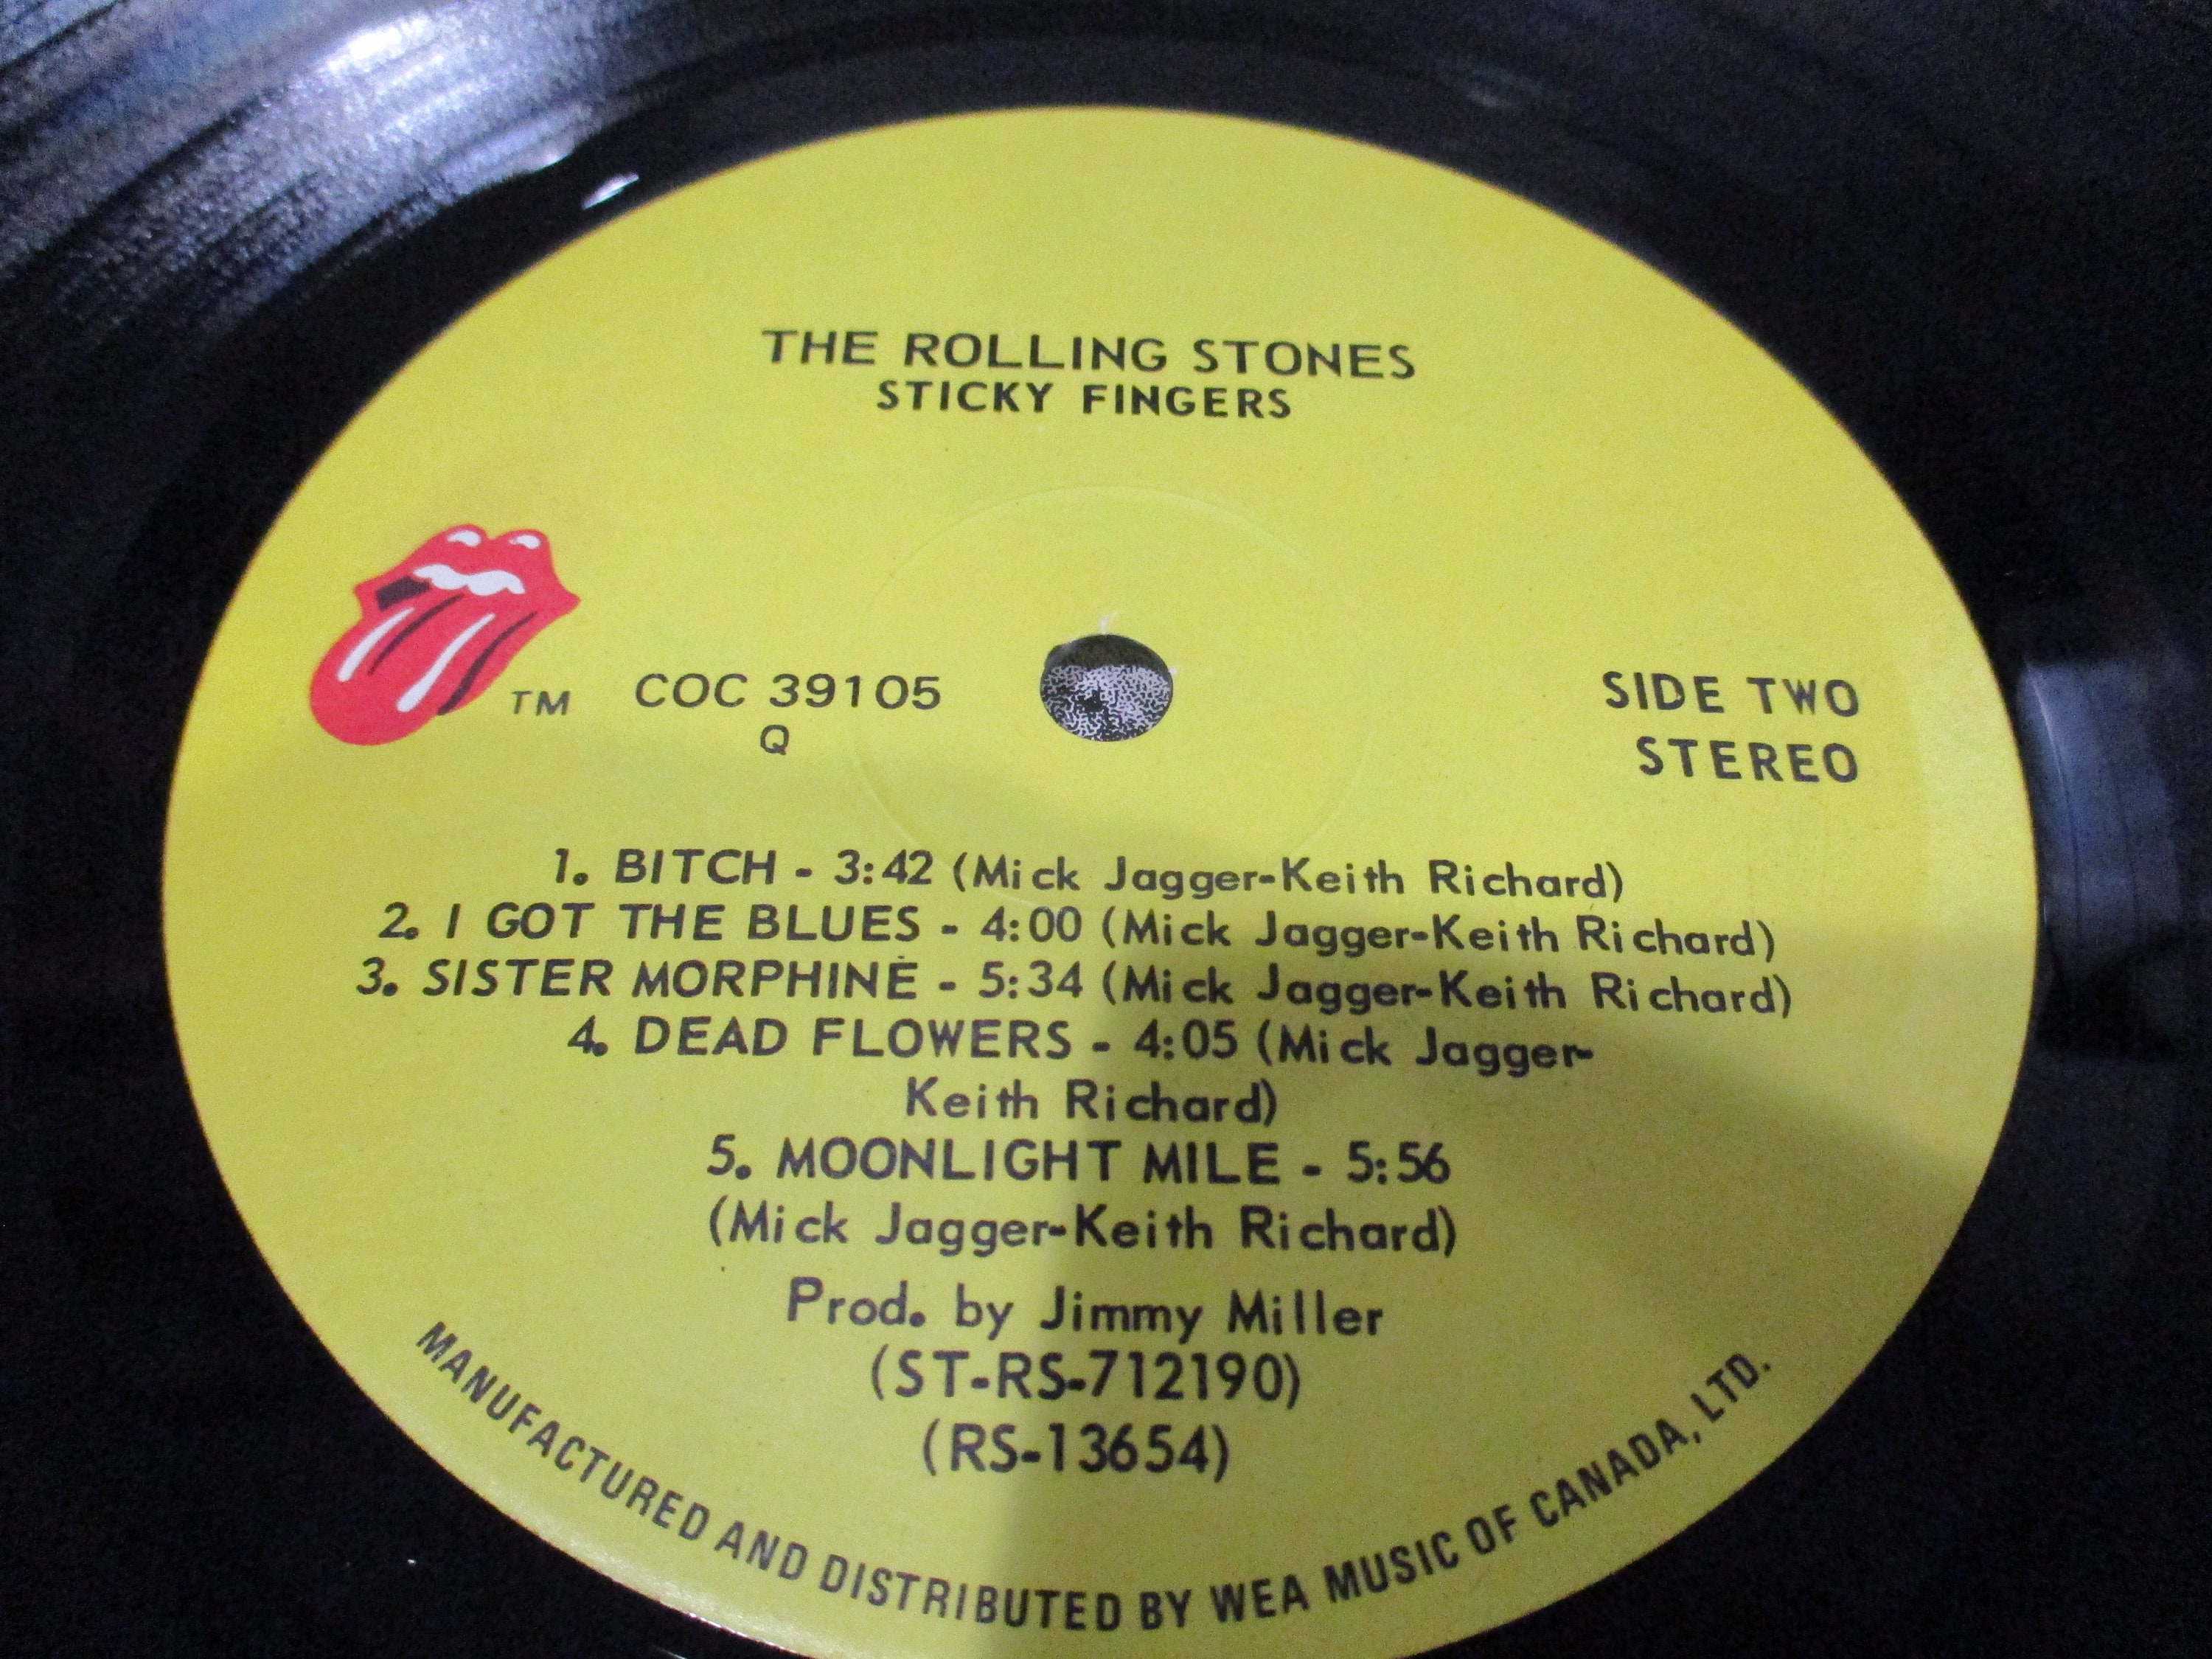 THE ROLLING STONES
STICKY FINGERS
TM
COC 39105
Q
SIDE TWO
STEREO
1. BITCH - 3:42 (Mick Jagger-Keith Richard)
2. I GOT THE BLUES - 4:00 (Mick Jagger-Keith Richard)
3. SISTER MORPHINE - 5:34 (Mick Jagger-Keith Richard)
4. DEAD FLOWERS - 4:05 (Mick Jagger-
Keith Richard)
5. MOONLIGHT MILE - 5:56
(Mick Jagger-Keith Richard)
Prod. by Jimmy Miller
(ST-RS-712190)
(RS-13654)
MANUFACTURED AND DISTRIBUTED BY WEA MUSIC OF CANADA, LTD.